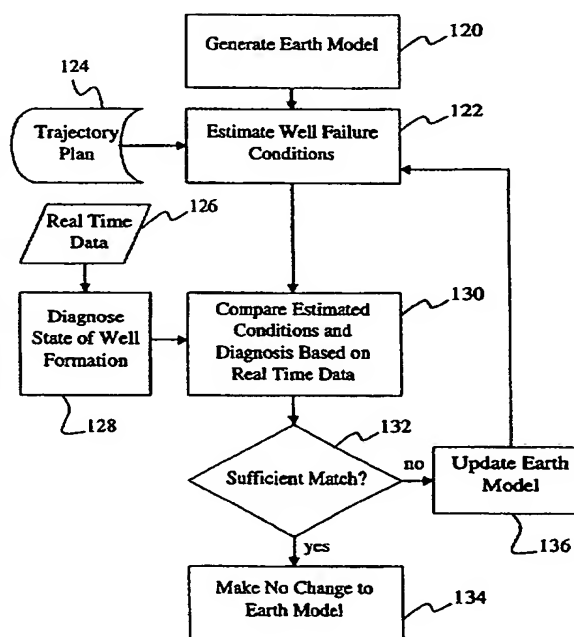 Generate Earth Model
120
124
Trajectory
Plan
Estimate Well Failure
Conditions
122
Real Time
Data
126
Diagnose
State of Well
Formation
128
Compare Estimated
Conditions and
Diagnosis Based on
Real Time Data
130
132
Sufficient Match?
no
Update Earth
Model
136
yes
Make No Change to
Earth Model
134